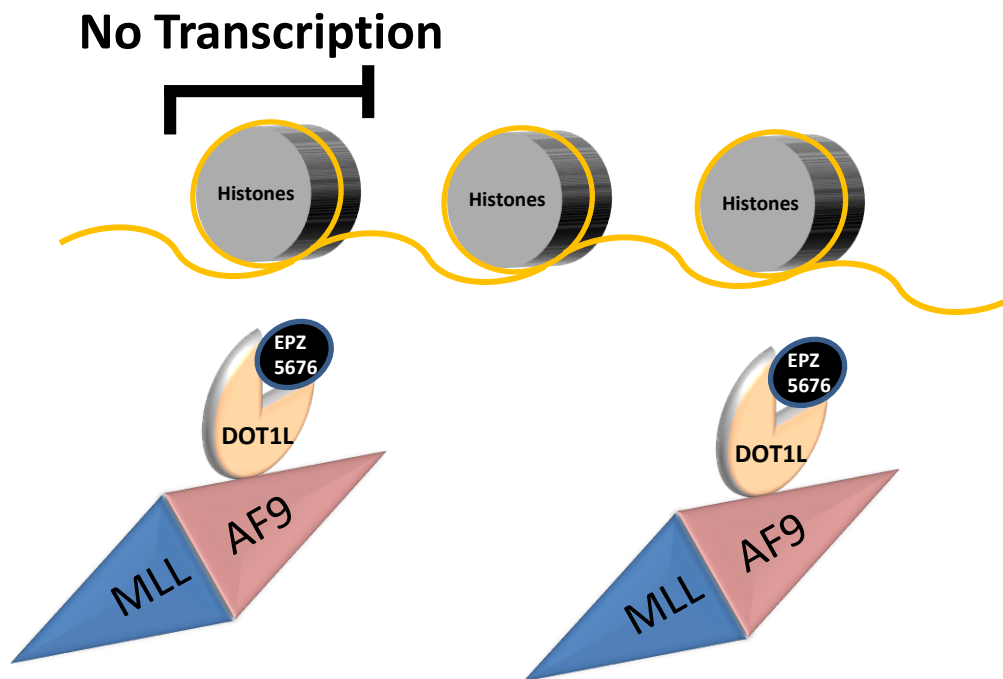 No Transcription
Histones
Histones
Histones
EPZ
5676
DOT1L
AF9
MLL
EPZ
5676
DOT1L
AF9
MLL